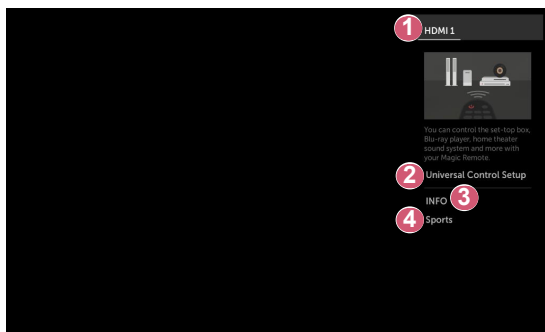 1 HDMI 1
You can control the set-top box,
Blu-ray player, home theater
sound system and more with
your Magic Remote.
2 Universal Control Setup
INFO 3
4 Sports